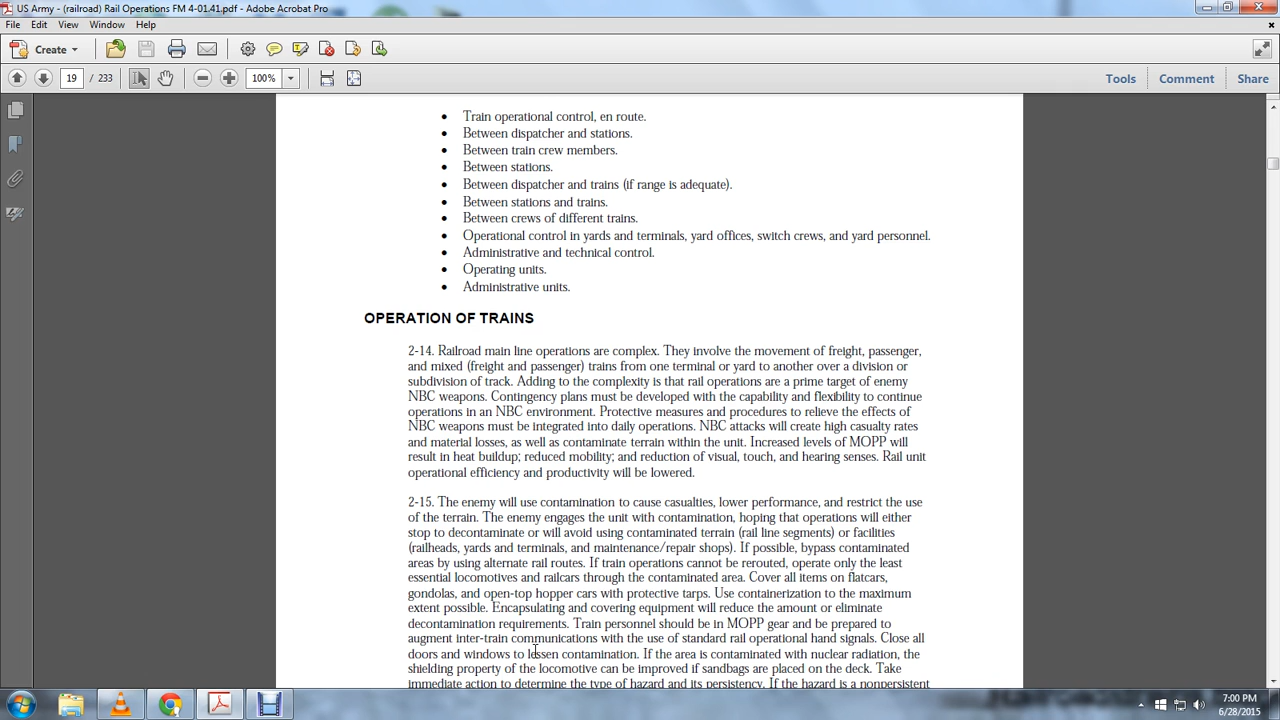 US Army - (railroad) Rail Operations FM 4-01.41.pdf - Adobe Acrobat Pro
File Edit View Window Help
Create
19 / 233 100% Tools Comment Share
• Train operational control, en route.
• Between dispatcher and stations.
• Between train crew members.
• Between stations.
• Between dispatcher and trains (if range is adequate).
• Between stations and trains.
• Between crews of different trains.
• Operational control in yards and terminals, yard offices, switch crews, and yard personnel.
• Administrative and technical control.
• Operating units.
• Administrative units.
OPERATION OF TRAINS
2-14. Railroad main line operations are complex. They involve the movement of freight, passenger,
and mixed (freight and passenger) trains from one terminal or yard to another over a division or
subdivision of track. Adding to the complexity is that rail operations are a prime target of enemy
NBC weapons. Contingency plans must be developed with the capability and flexibility to continue
operations in an NBC environment. Protective measures and procedures to relieve the effects of
NBC weapons must be integrated into daily operations. NBC attacks will create high casualty rates
and material losses, as well as contaminate terrain within the unit. Increased levels of MOPP will
result in heat buildup; reduced mobility; and reduction of visual, touch, and hearing senses. Rail unit
operational efficiency and productivity will be lowered.
2-15. The enemy will use contamination to cause casualties, lower performance, and restrict the use
of the terrain. The enemy engages the unit with contamination, hoping that operations will either
stop to decontaminate or will avoid using contaminated terrain (rail line segments) or facilities
(railheads, yards and terminals, and maintenance/repair shops). If possible, bypass contaminated
areas by using alternate rail routes. If train operations cannot be rerouted, operate only the least
essential locomotives and railcars through the contaminated area. Cover all items on flatcars,
gondolas, and open-top hopper cars with protective tarps. Use containerization to the maximum
extent possible. Encapsulating and covering equipment will reduce the amount or eliminate
decontamination requirements. Train personnel should be in MOPP gear and be prepared to
augment inter-train communications with the use of standard rail operational hand signals. Close all
doors and windows to lessen contamination. If the area is contaminated with nuclear radiation, the
shielding property of the locomotive can be improved if sandbags are placed on the deck. Take
immediate action to determine the type of hazard and its persistency. If the hazard is a nonpersistent
7:00 PM
6/28/2015